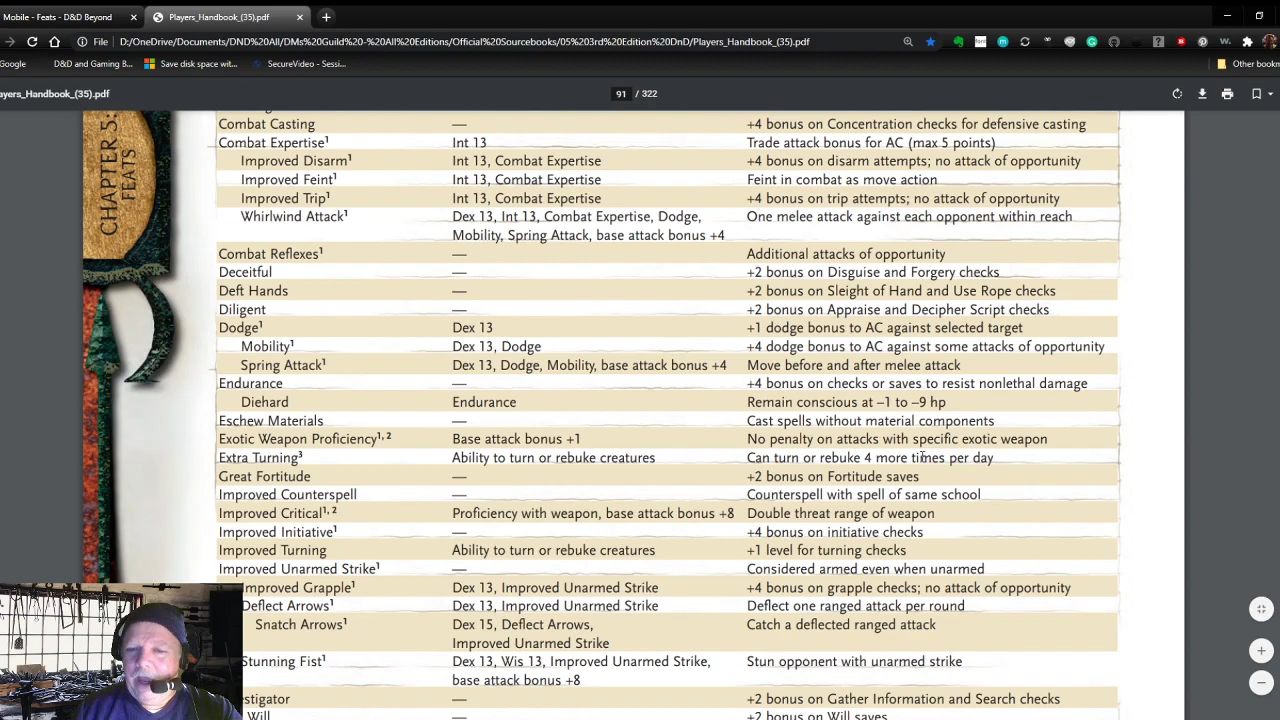 Mobile - Feats - D&D Beyond
Players_Handbook_(35).pdf
File D:/OneDrive/Documents/DND%20All/DMs%20Guild%20-%20All%20Editions/Official%20Sourcebooks/05%203rd%20Edition%20DnD/Players_Handbook_(35).pdf
Google D&D and Gaming B... Save disk space wit... SecureVideo - Sessi... Other bookm
ayers_Handbook_(35).pdf 91 / 322
CHAPTER 5:
FEATS
Combat Casting — +4 bonus on Concentration checks for defensive casting
Combat Expertise¹ Int 13 Trade attack bonus for AC (max 5 points)
Improved Disarm¹ Int 13, Combat Expertise +4 bonus on disarm attempts; no attack of opportunity
Improved Feint¹ Int 13, Combat Expertise Feint in combat as move action
Improved Trip¹ Int 13, Combat Expertise +4 bonus on trip attempts; no attack of opportunity
Whirlwind Attack¹ Dex 13, Int 13, Combat Expertise, Dodge, One melee attack against each opponent within reach
Mobility, Spring Attack, base attack bonus +4
Combat Reflexes¹ — Additional attacks of opportunity
Deceitful — +2 bonus on Disguise and Forgery checks
Deft Hands — +2 bonus on Sleight of Hand and Use Rope checks
Diligent — +2 bonus on Appraise and Decipher Script checks
Dodge¹ Dex 13 +1 dodge bonus to AC against selected target
Mobility¹ Dex 13, Dodge +4 dodge bonus to AC against some attacks of opportunity
Spring Attack¹ Dex 13, Dodge, Mobility, base attack bonus +4 Move before and after melee attack
Endurance — +4 bonus on checks or saves to resist nonlethal damage
Diehard Endurance Remain conscious at –1 to –9 hp
Eschew Materials — Cast spells without material components
Exotic Weapon Proficiency¹,² Base attack bonus +1 No penalty on attacks with specific exotic weapon
Extra Turning³ Ability to turn or rebuke creatures Can turn or rebuke 4 more times per day
Great Fortitude — +2 bonus on Fortitude saves
Improved Counterspell — Counterspell with spell of same school
Improved Critical¹,² Proficiency with weapon, base attack bonus +8 Double threat range of weapon
Improved Initiative¹ — +4 bonus on initiative checks
Improved Turning Ability to turn or rebuke creatures +1 level for turning checks
Improved Unarmed Strike¹ — Considered armed even when unarmed
Improved Grapple¹ Dex 13, Improved Unarmed Strike +4 bonus on grapple checks; no attack of opportunity
Deflect Arrows¹ Dex 13, Improved Unarmed Strike Deflect one ranged attack per round
Snatch Arrows¹ Dex 15, Deflect Arrows, Catch a deflected ranged attack
Improved Unarmed Strike
Stunning Fist¹ Dex 13, Wis 13, Improved Unarmed Strike, Stun opponent with unarmed strike
base attack bonus +8
estigator — +2 bonus on Gather Information and Search checks
Will — +2 bonus on Will saves